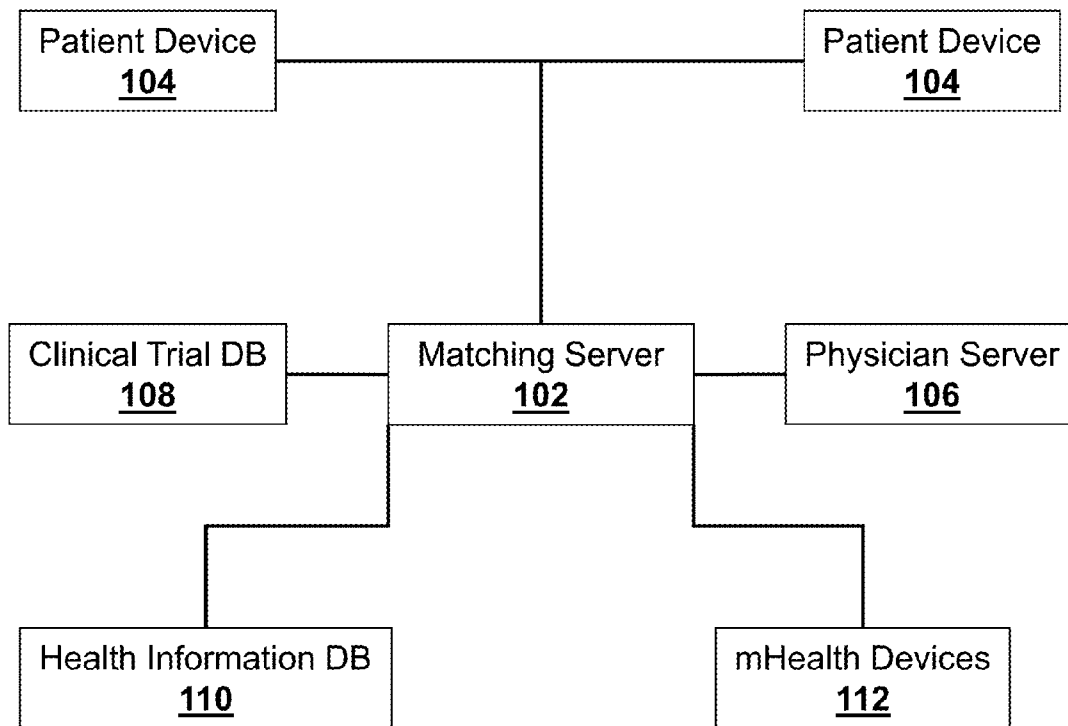 Patient Device
104
Patient Device
104
Clinical Trial DB
108
Matching Server
102
Physician Server
106
Health Information DB
110
mHealth Devices
112